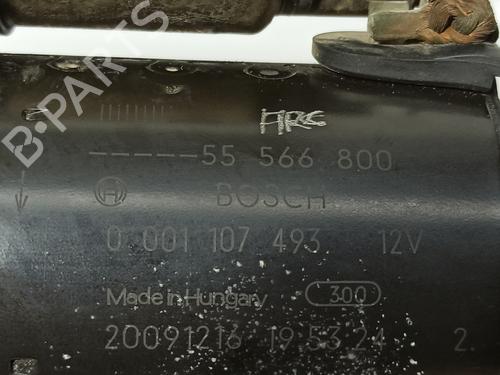 ARC
------55 566 800
BOSCH
0 001 107 493 12V
Made in Hungary 300
20091216 19 53 24 2.
B-PARTS